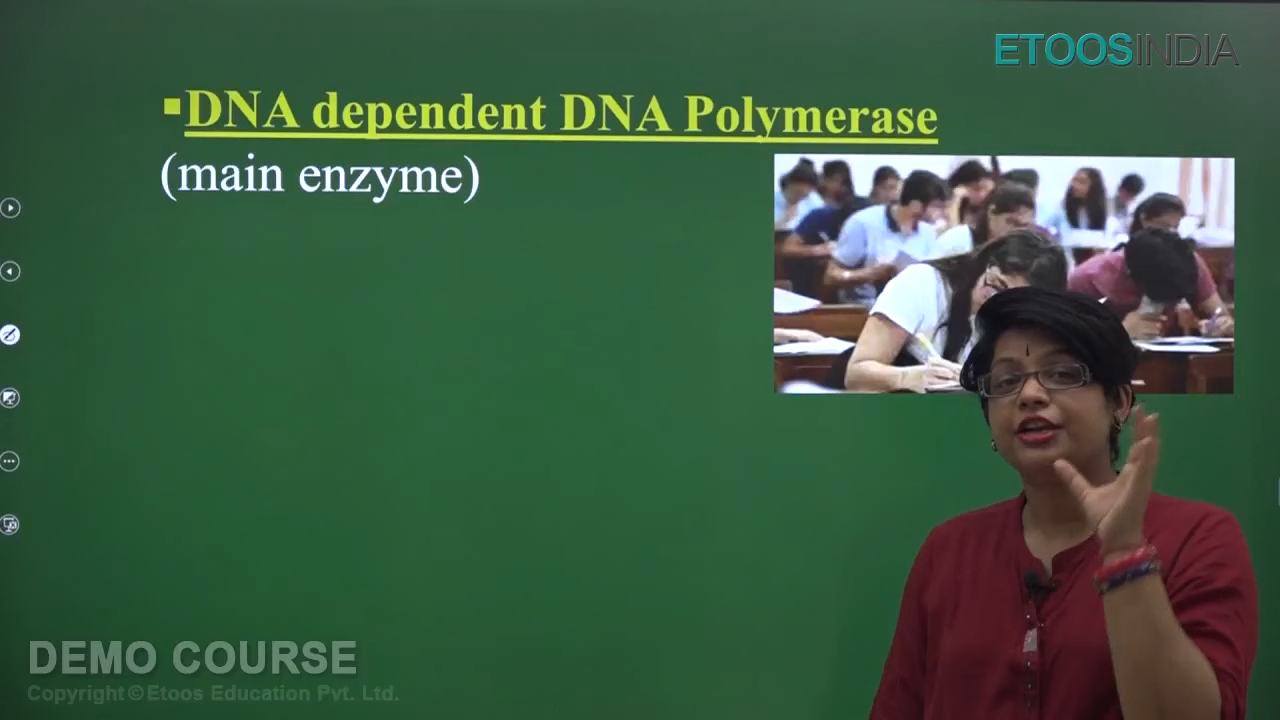 ETOOSINDIA
▪DNA dependent DNA Polymerase
(main enzyme)
DEMO COURSE
Copyright©Etoos Education Pvt. Ltd.